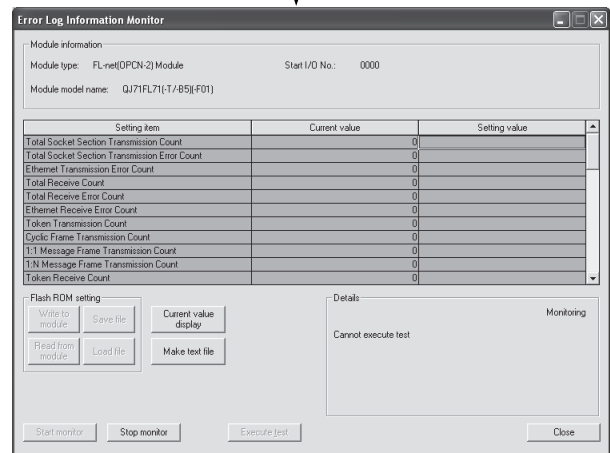 Error Log Information Monitor
Module information
Module type: FL-net(OPCN-2) Module Start I/O No.: 0000
Module model name: QJ71FL71(-T/-B5)(-F01)
Setting item Current value Setting value
Total Socket Section Transmission Count 0
Total Socket Section Transmission Error Count 0
Ethernet Transmission Error Count 0
Total Receive Count 0
Total Receive Error Count 0
Ethernet Receive Error Count 0
Token Transmission Count 0
Cyclic Frame Transmission Count 0
1:1 Message Frame Transmission Count 0
1:N Message Frame Transmission Count 0
Token Receive Count 0
Flash ROM setting
Write to module
Save file
Current value display
Read from module
Load file
Make text file
Details
Monitoring
Cannot execute test
Start monitor
Stop monitor
Execute test
Close